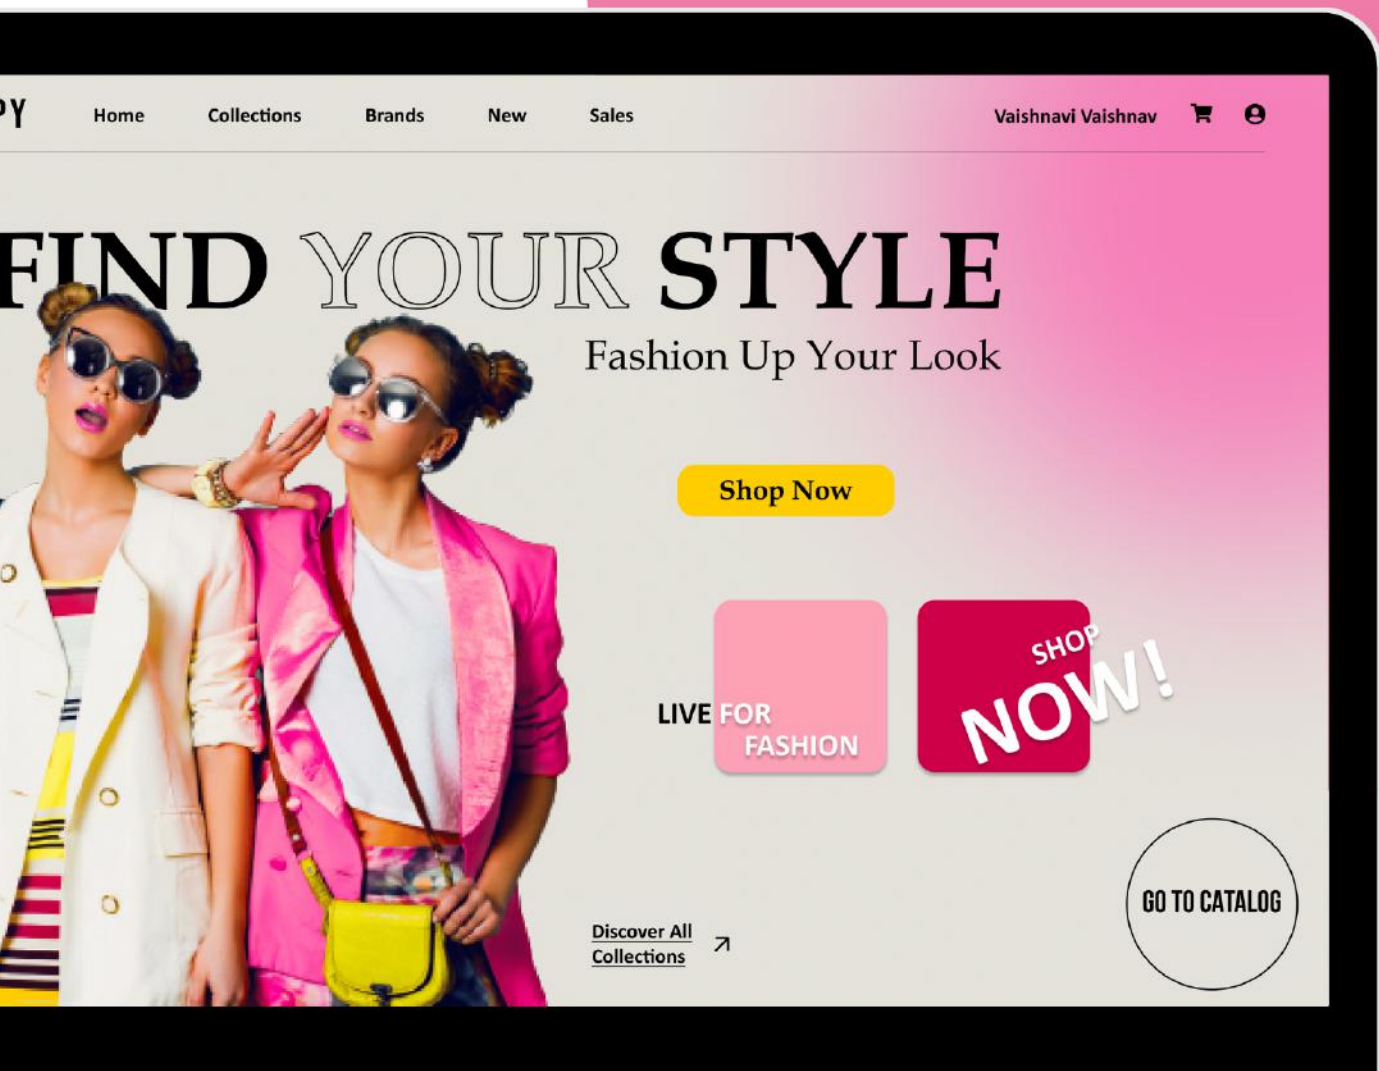 PY
Home Collections Brands New Sales Vaishnavi Vaishnav
FIND YOUR STYLE
Fashion Up Your Look
Shop Now
LIVE FOR
FASHION
SHOP
NOW!
GO TO CATALOG
Discover All
Collections